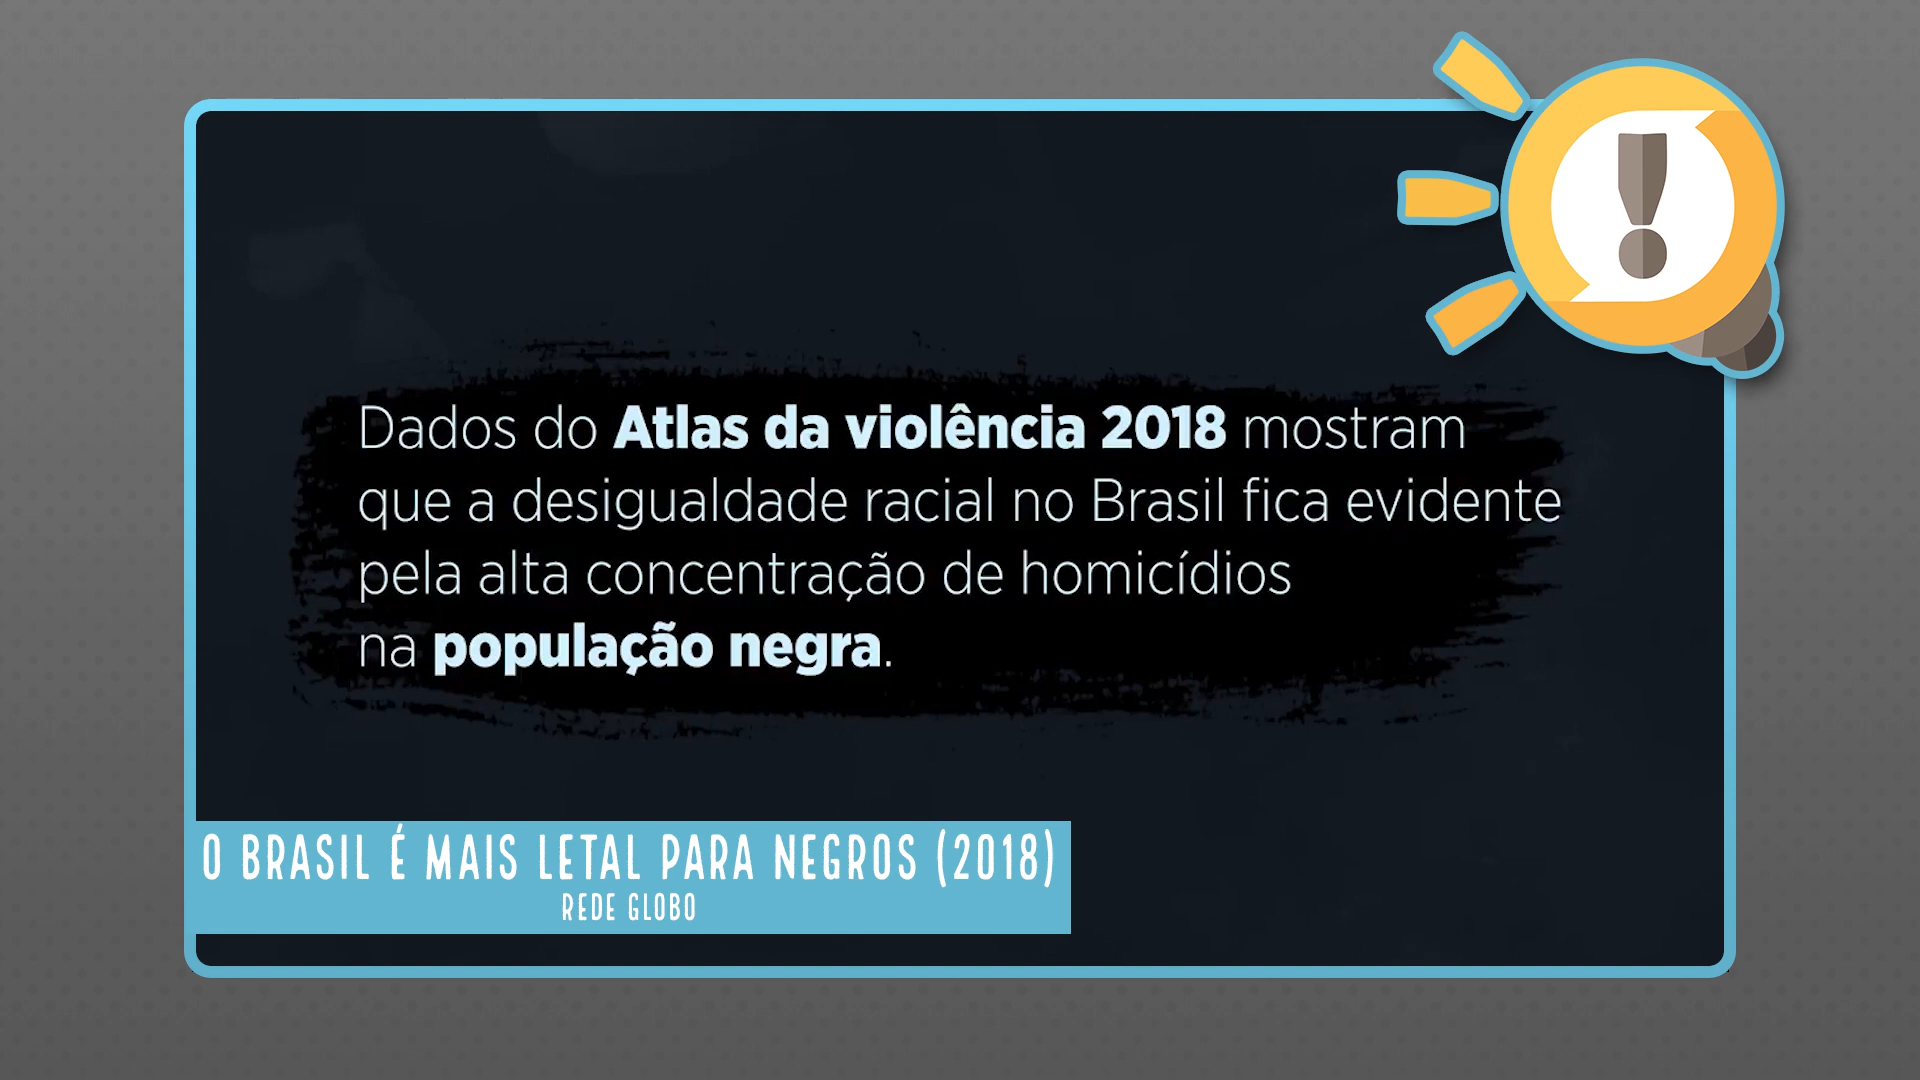 Dados do Atlas da violência 2018 mostram
que a desigualdade racial no Brasil fica evidente
pela alta concentração de homicídios
na população negra.
O BRASIL É MAIS LETAL PARA NEGROS (2018)
REDE GLOBO